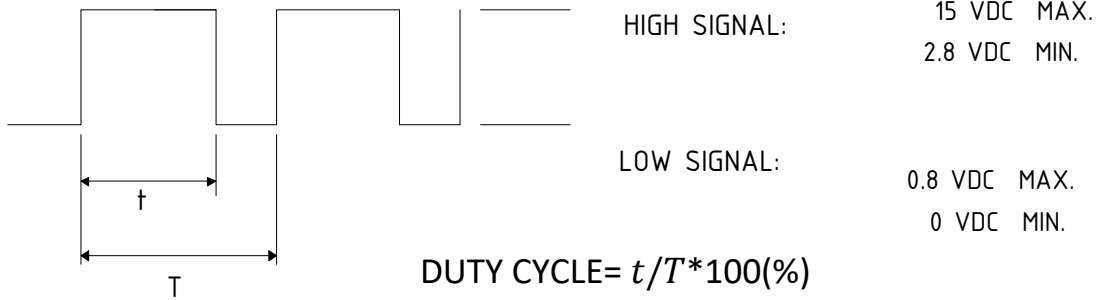 HIGH SIGNAL: 15 VDC MAX.
2.8 VDC MIN.
LOW SIGNAL: 0.8 VDC MAX.
0 VDC MIN.
t
T
DUTY CYCLE= t/T*100(%)